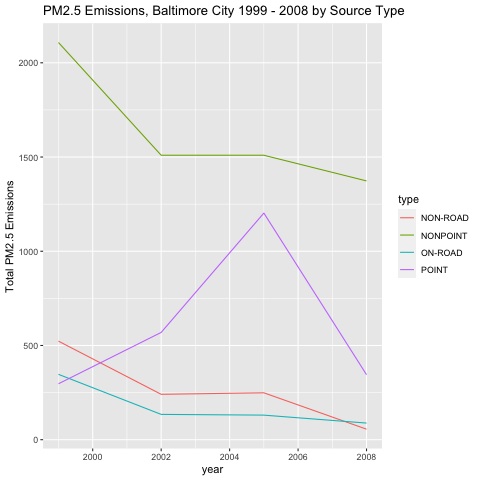 PM2.5 Emissions, Baltimore City 1999 - 2008 by Source Type
Total PM2.5 Emissions
2000
1500
1000
500
0
2000 2002 2004 2006 2008
year
type
NON-ROAD
NONPOINT
ON-ROAD
POINT